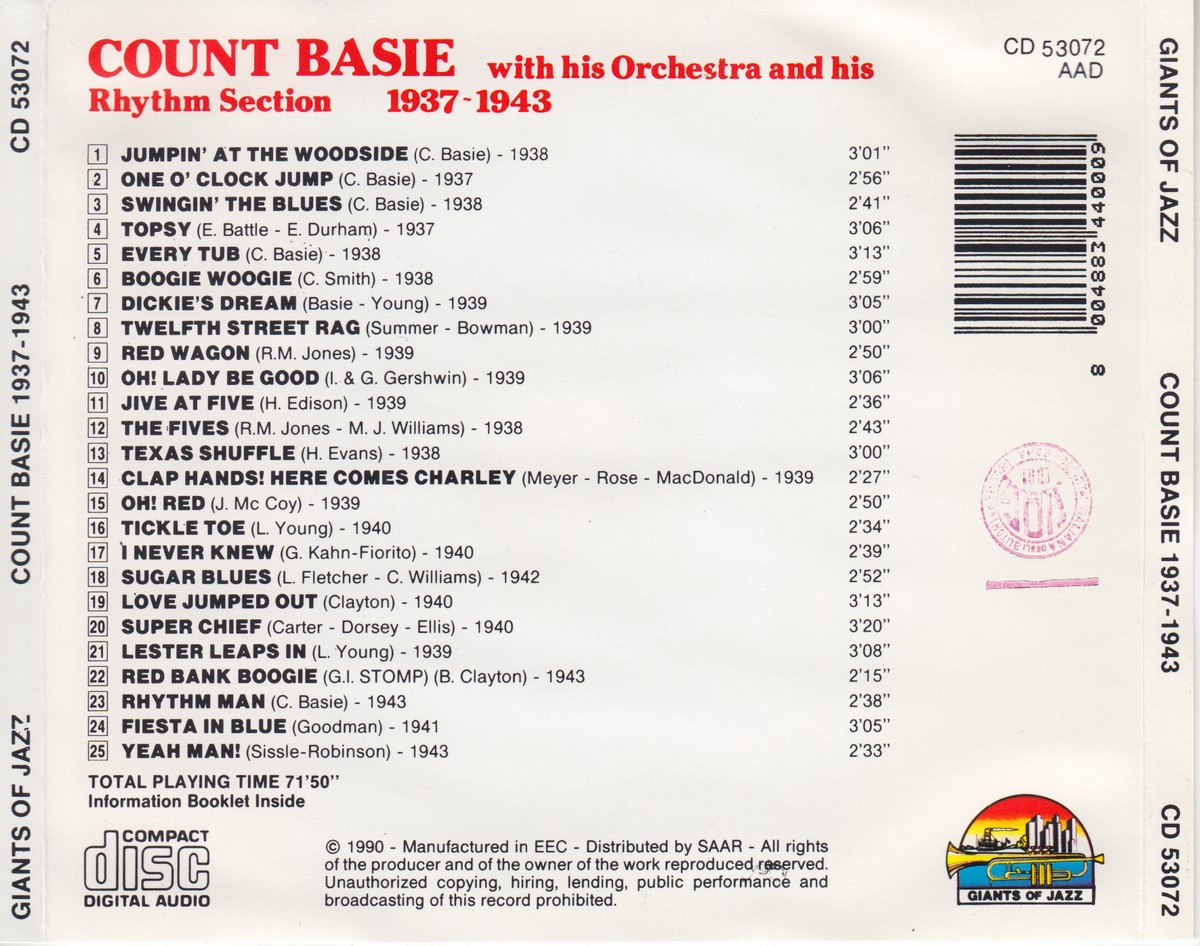 COUNT BASIE with his Orchestra and his
Rhythm Section 1937-1943
CD 53072
AAD
1 JUMPIN' AT THE WOODSIDE (C. Basie) - 1938 3'01"
2 ONE O' CLOCK JUMP (C. Basie) - 1937 2'56"
3 SWINGIN' THE BLUES (C. Basie) - 1938 2'41"
4 TOPSY (E. Battle - E. Durham) - 1937 3'06"
5 EVERY TUB (C. Basie) - 1938 3'13"
6 BOOGIE WOOGIE (C. Smith) - 1938 2'59"
7 DICKIE'S DREAM (Basie - Young) - 1939 3'05"
8 TWELFTH STREET RAG (Summer - Bowman) - 1939 3'00"
9 RED WAGON (R.M. Jones) - 1939 2'50"
10 OH! LADY BE GOOD (I. & G. Gershwin) - 1939 3'06"
11 JIVE AT FIVE (H. Edison) - 1939 2'36"
12 THE FIVES (R.M. Jones - M. J. Williams) - 1938 2'43"
13 TEXAS SHUFFLE (H. Evans) - 1938 3'00"
14 CLAP HANDS! HERE COMES CHARLEY (Meyer - Rose - MacDonald) - 1939 2'27"
15 OH! RED (J. Mc Coy) - 1939 2'50"
16 TICKLE TOE (L. Young) - 1940 2'34"
17 I NEVER KNEW (G. Kahn-Fiorito) - 1940 2'39"
18 SUGAR BLUES (L. Fletcher - C. Williams) - 1942 2'52"
19 LOVE JUMPED OUT (Clayton) - 1940 3'13"
20 SUPER CHIEF (Carter - Dorsey - Ellis) - 1940 3'20"
21 LESTER LEAPS IN (L. Young) - 1939 3'08"
22 RED BANK BOOGIE (G.I. STOMP) (B. Clayton) - 1943 2'15"
23 RHYTHM MAN (C. Basie) - 1943 2'38"
24 FIESTA IN BLUE (Goodman) - 1941 3'05"
25 YEAH MAN! (Sissle-Robinson) - 1943 2'33"
TOTAL PLAYING TIME 71'50"
Information Booklet Inside
COMPACT
disc
DIGITAL AUDIO
© 1990 - Manufactured in EEC - Distributed by SAAR - All rights
of the producer and of the owner of the work reproduced reserved.
Unauthorized copying, hiring, lending, public performance and
broadcasting of this record prohibited.
GIANTS OF JAZZ
8 004883 440009
GIANTS OF JAZZ COUNT BASIE 1937-1943 CD 53072
GIANTS OF JAZZ COUNT BASIE 1937-1943 CD 53072